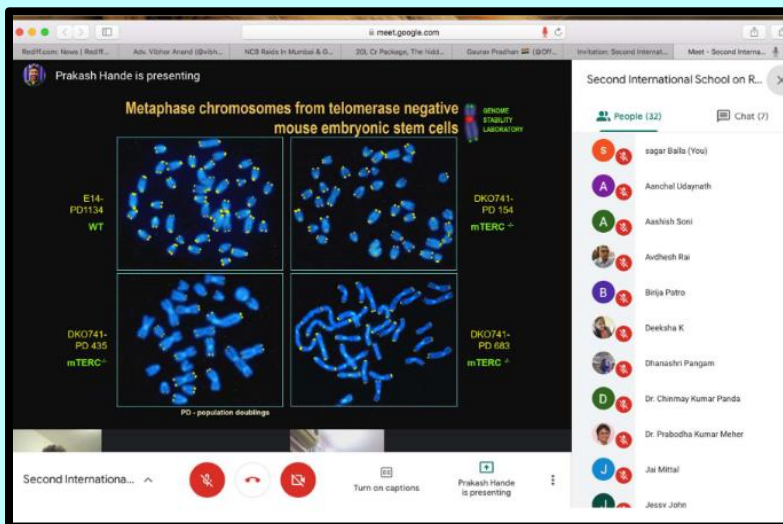 meet.google.com
Rediff.com: News | Rediff...
Adv. Vibhor Anand (@vibh...
NCB Raids In Mumbai & G...
20L Cr Package, The hidd...
Gaurav Pradhan (@Off...
Invitation: Second Internat...
Meet - Second Interna...
Prakash Hande is presenting
Metaphase chromosomes from telomerase negative
mouse embryonic stem cells
GENOME
STABILITY
LABORATORY
E14-
PD1134
WT
DKO741-
PD 154
mTERC -/-
DKO741-
PD 435
mTERC-/-
DKO741-
PD 683
mTERC -/-
PD - population doublings
Second Internationa...
Turn on captions
Prakash Hande
is presenting
Second International School on R...
People (32)
Chat (7)
s
sagar Balla (You)
A
Aanchal Udaynath
A
Aashish Soni
Avdhesh Rai
B
Birija Patro
Deeksha K
Dhanashri Pangam
D
Dr. Chinmay Kumar Panda
Dr. Prabodha Kumar Meher
J
Jai Mittal
J
Jessy John